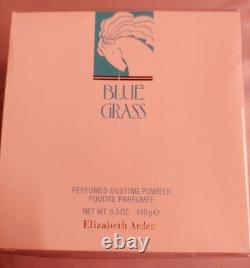 BLUE
GRASS
PERFUMED DUSTING POWDER
POUDRE PARFUMEE
NET WT. 5.3 OZ. 150g e
Elizabeth Arden